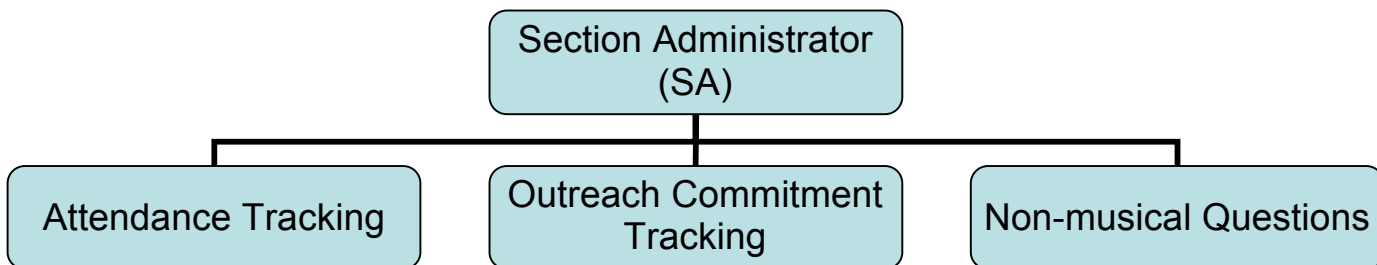 Section Administrator
(SA)
Attendance Tracking
Outreach Commitment
Tracking
Non-musical Questions